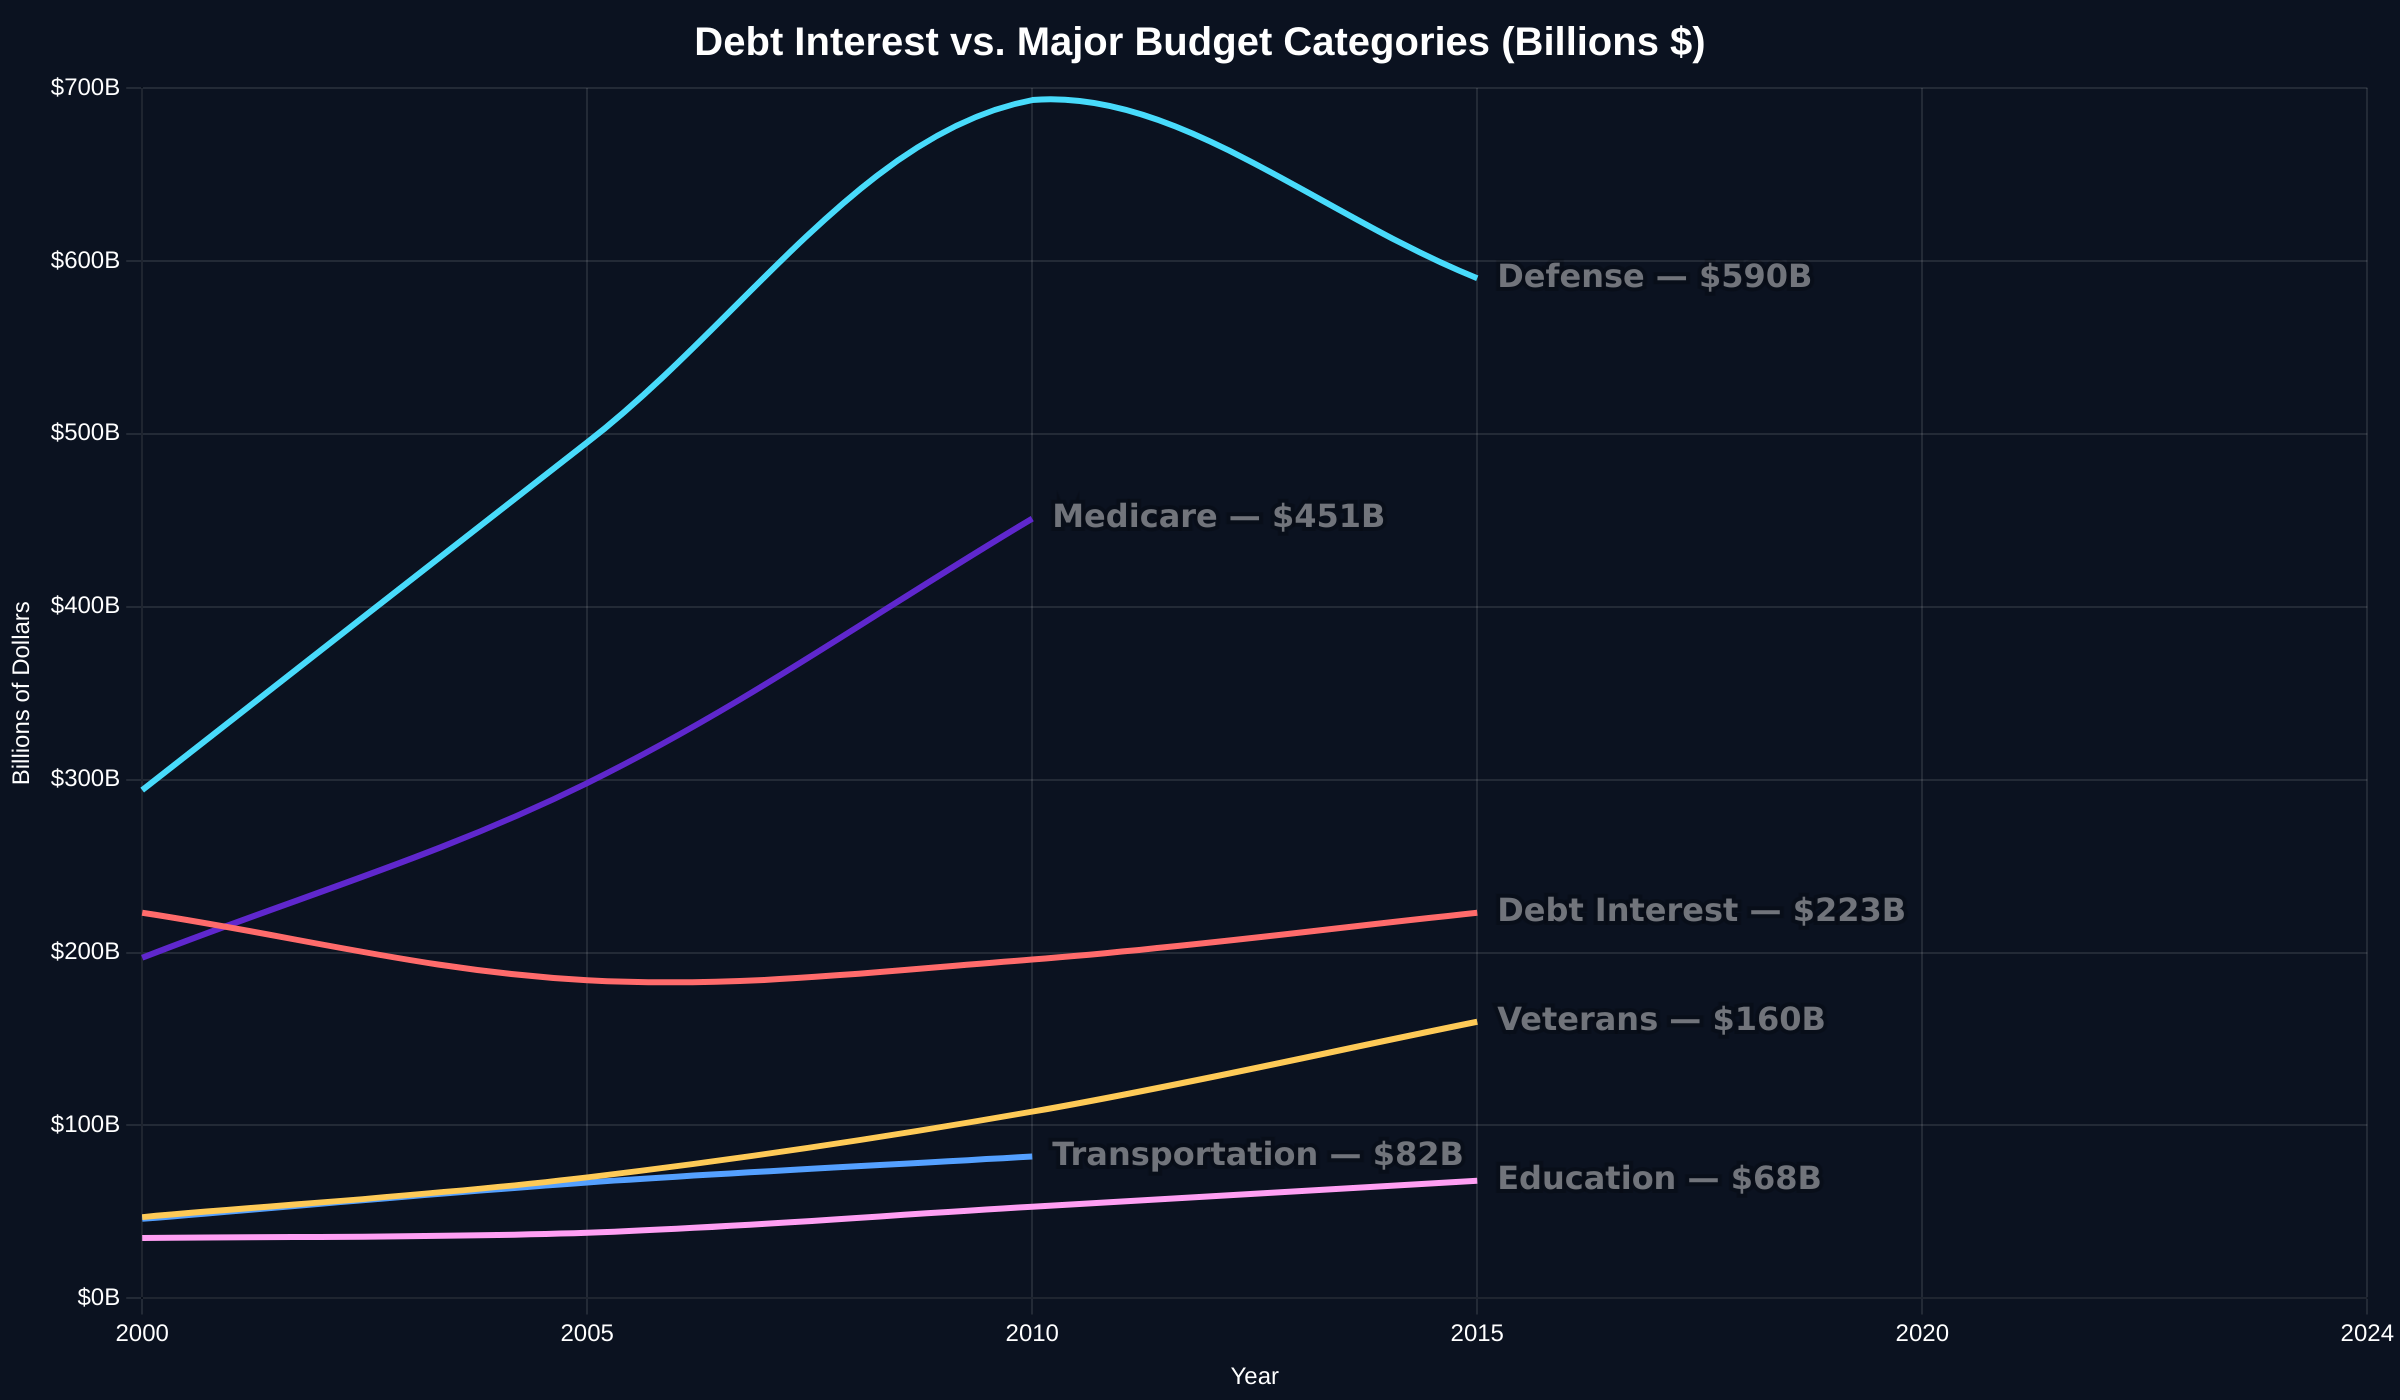 Debt Interest vs. Major Budget Categories (Billions $)
$700B
$600B
$500B
$400B
$300B
$200B
$100B
$0B
Billions of Dollars
Defense — $590B
Medicare — $451B
Debt Interest — $223B
Veterans — $160B
Transportation — $82B
Education — $68B
2000 2005 2010 2015 2020 2024
Year